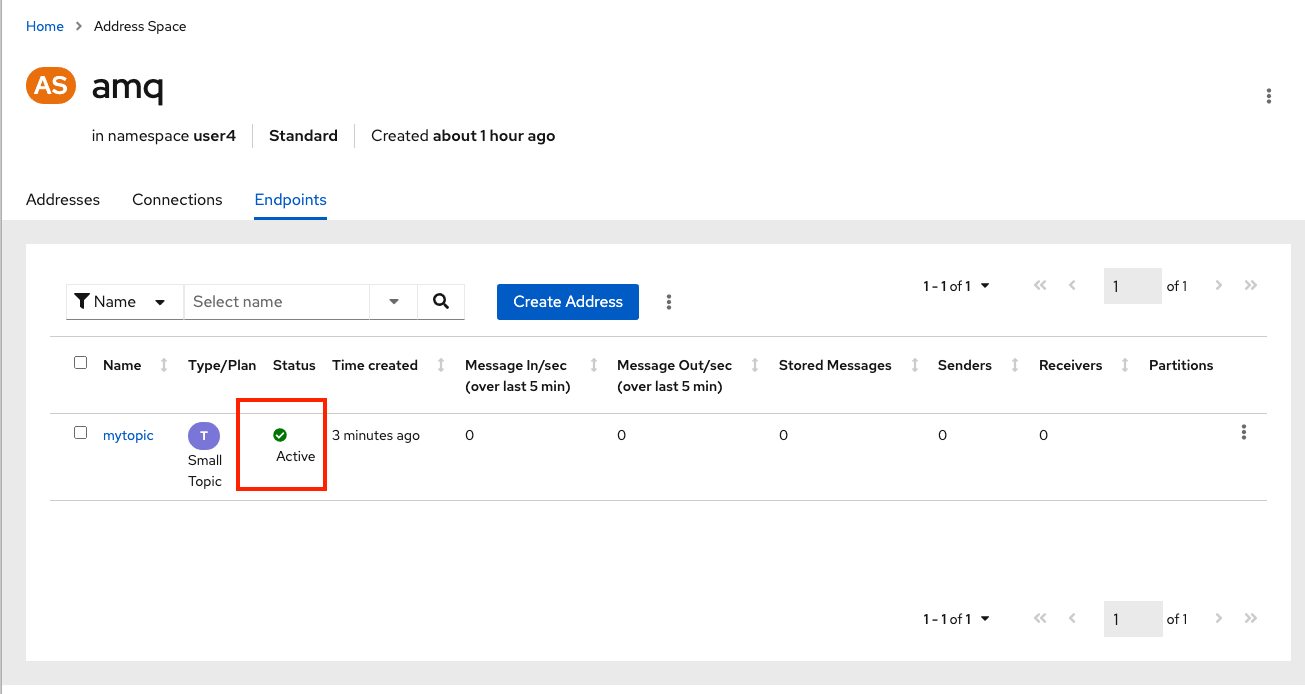 Home > Address Space
AS amq
in namespace user4 Standard Created about 1 hour ago
Addresses Connections Endpoints
1 - 1 of 1 1 of 1
Name Select name Create Address
Name Type/Plan Status Time created Message In/sec Message Out/sec Stored Messages Senders Receivers Partitions
(over last 5 min) (over last 5 min)
mytopic T 3 minutes ago 0 0 0 0 0
Small Active
Topic
1 - 1 of 1 1 of 1